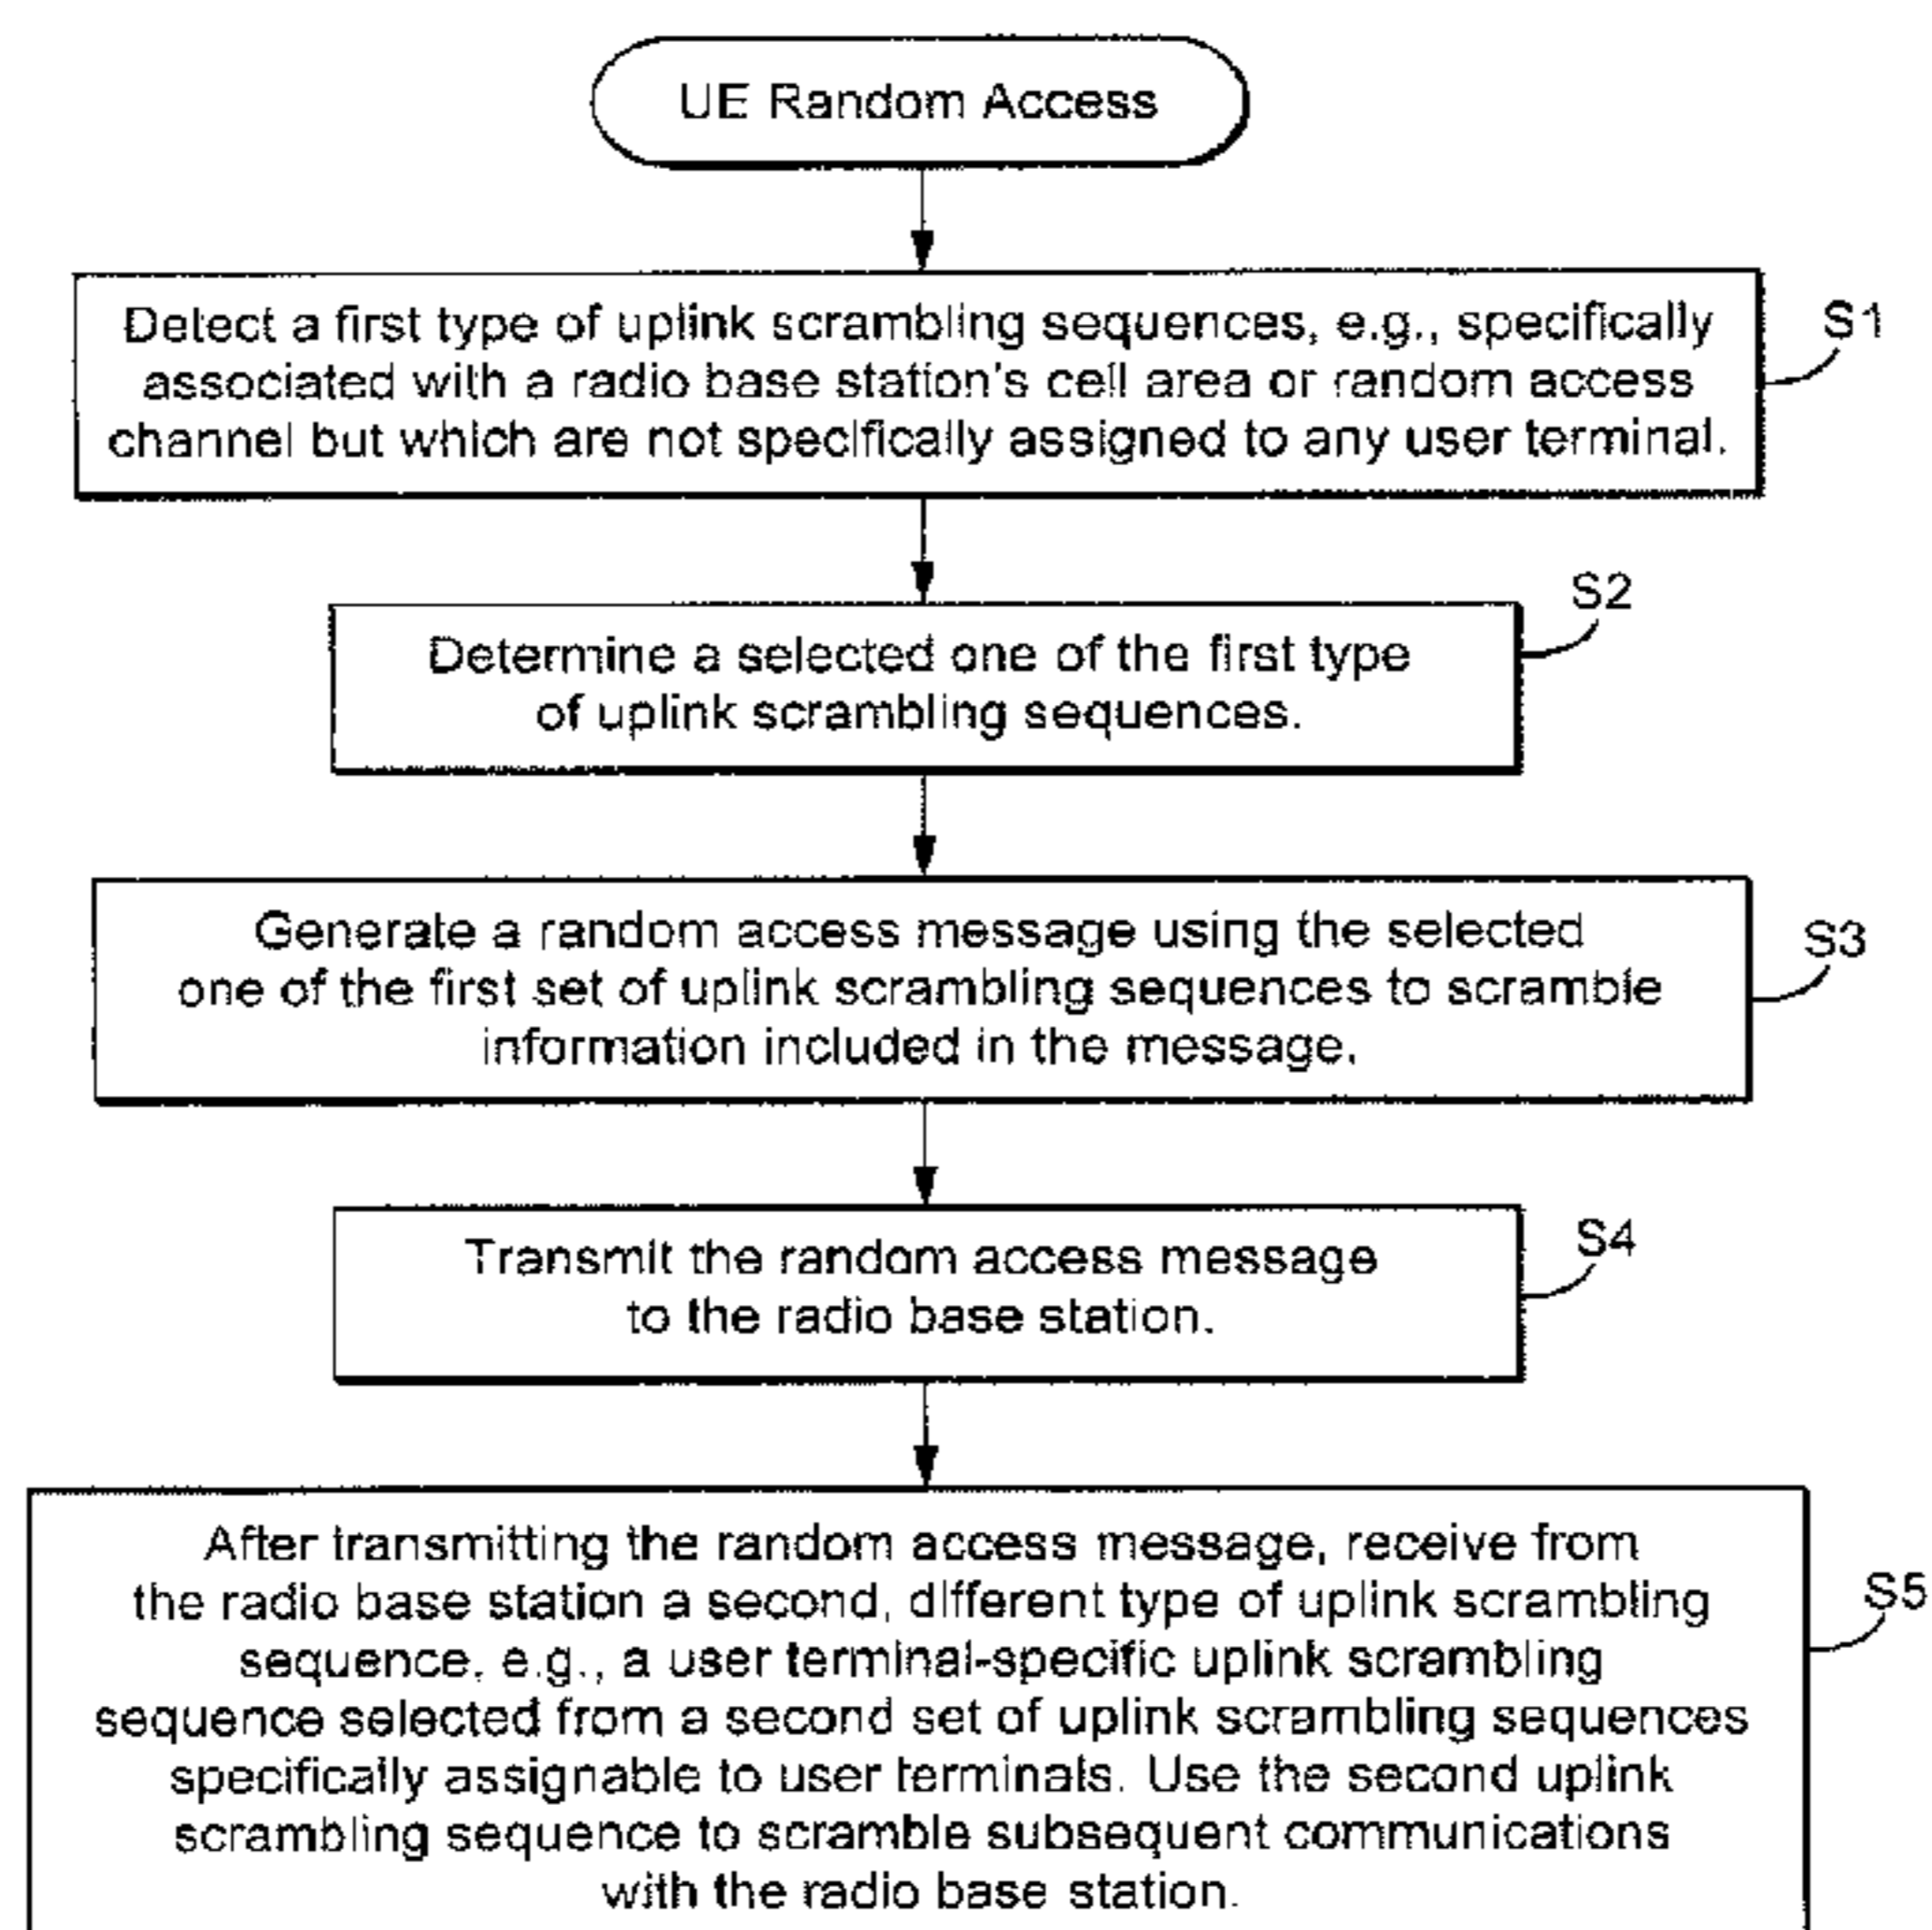 UE Random Access
Detect a first type of uplink scrambling sequences, e.g., specifically
associated with a radio base station's cell area or random access
channel but which are not specifically assigned to any user terminal.
S1
S2
Determine a selected one of the first type
of uplink scrambling sequences.
Generate a random access message using the selected
one of the first set of uplink scrambling sequences to scramble
information included in the message.
S3
Transmit the random access message
to the radio base station.
S4
After transmitting the random access message, receive from
the radio base station a second, different type of uplink scrambling
sequence, e.g., a user terminal-specific uplink scrambling
sequence selected from a second set of uplink scrambling sequences
specifically assignable to user terminals. Use the second uplink
scrambling sequence to scramble subsequent communications
with the radio base station.
S5